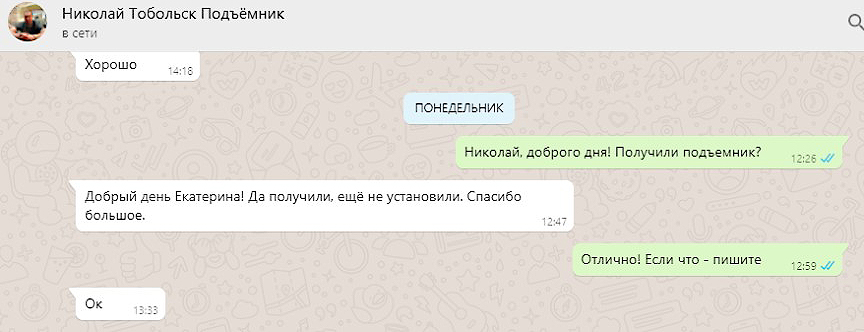 Николай Тобольск Подъёмник
в сети
Хорошо
14:18
ПОНЕДЕЛЬНИК
Николай, доброго дня! Получили подъемник?
12:26
Добрый день Екатерина! Да получили, ещё не установили. Спасибо
большое.
12:47
Отлично! Если что - пишите
12:59
Ок
13:33